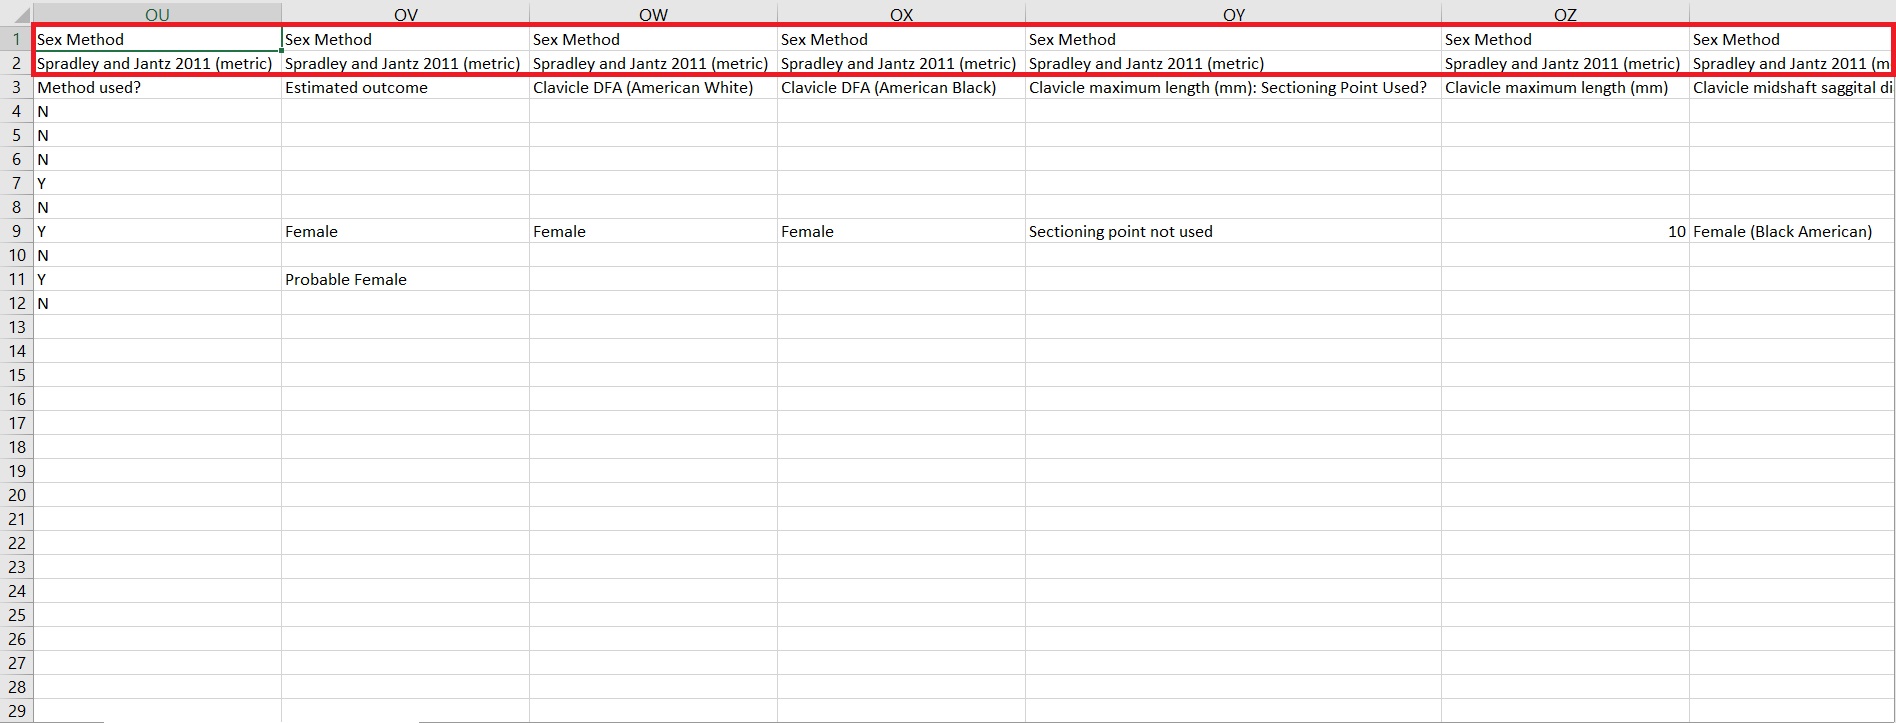 OU OV OW OX OY OZ
1 Sex Method Sex Method Sex Method Sex Method Sex Method Sex Method Sex Method
2 Spradley and Jantz 2011 (metric) Spradley and Jantz 2011 (metric) Spradley and Jantz 2011 (metric) Spradley and Jantz 2011 (metric) Spradley and Jantz 2011 (metric) Spradley and Jantz 2011 (metric) Spradley and Jantz 2011 (m
3 Method used? Estimated outcome Clavicle DFA (American White) Clavicle DFA (American Black) Clavicle maximum length (mm): Sectioning Point Used? Clavicle maximum length (mm) Clavicle midshaft saggital di
4 N
5 N
6 N
7 Y
8 N
9 Y Female Female Female Sectioning point not used 10 Female (Black American)
10 N
11 Y Probable Female
12 N
13
14
15
16
17
18
19
20
21
22
23
24
25
26
27
28
29